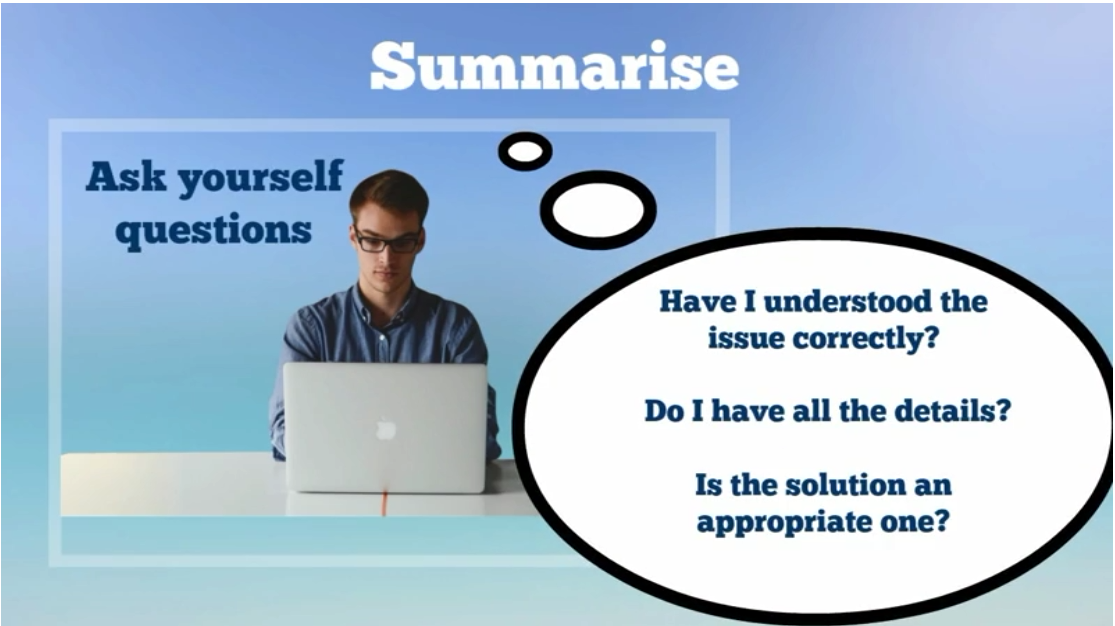 Summarise
Ask yourself
questions
Have I understood the
issue correctly?
Do I have all the details?
Is the solution an
appropriate one?